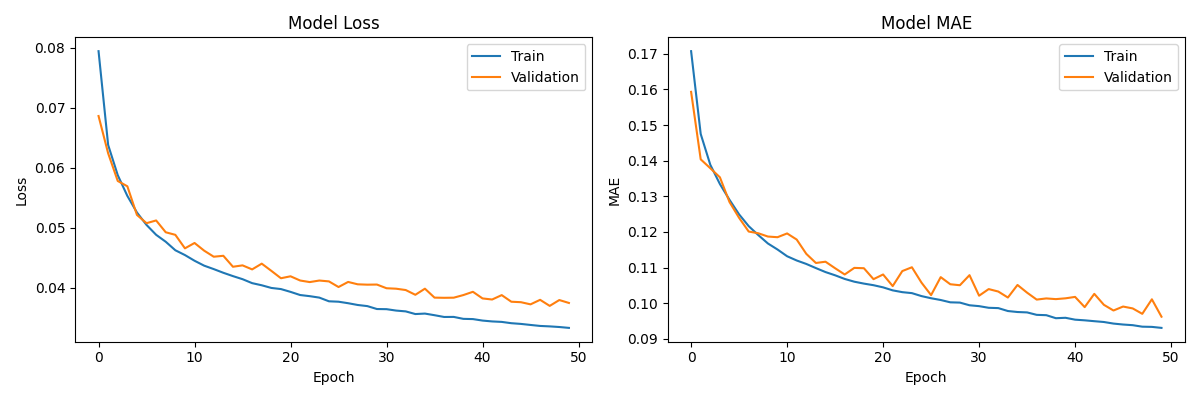 Model Loss
Train
Validation
0.08
0.07
0.06
0.05
0.04
Loss
0 10 20 30 40 50
Epoch
Model MAE
Train
Validation
0.17
0.16
0.15
0.14
0.13
0.12
0.11
0.10
0.09
MAE
0 10 20 30 40 50
Epoch